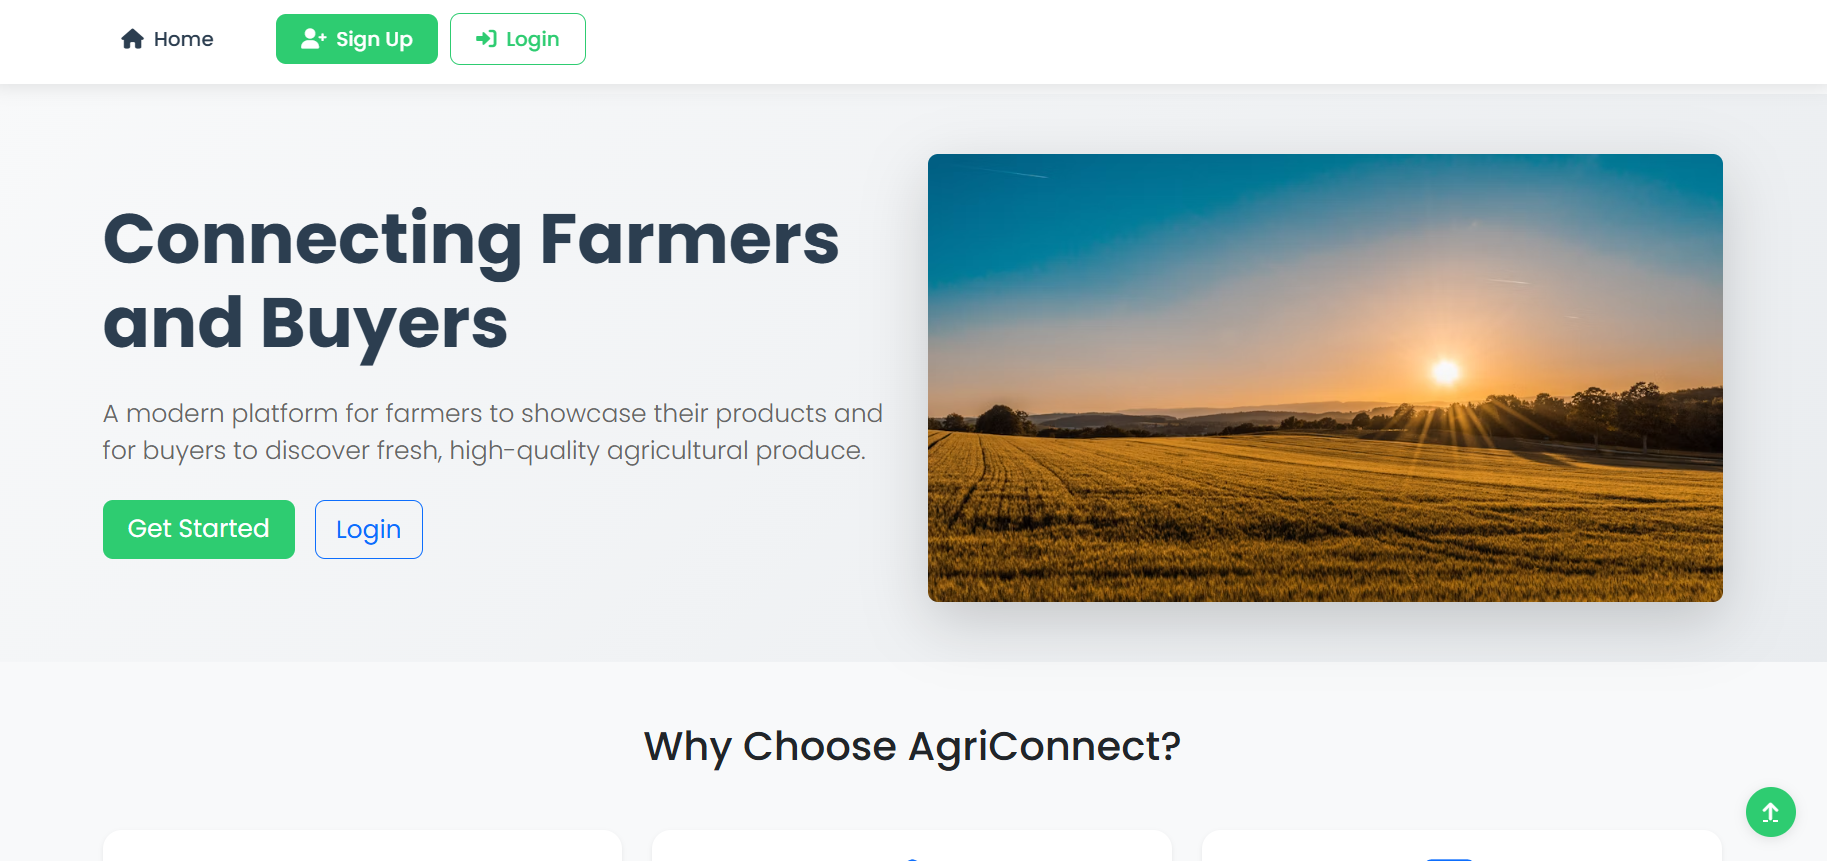 Home
Sign Up
Login
Connecting Farmers
and Buyers
A modern platform for farmers to showcase their products and
for buyers to discover fresh, high-quality agricultural produce.
Get Started
Login
Why Choose AgriConnect?